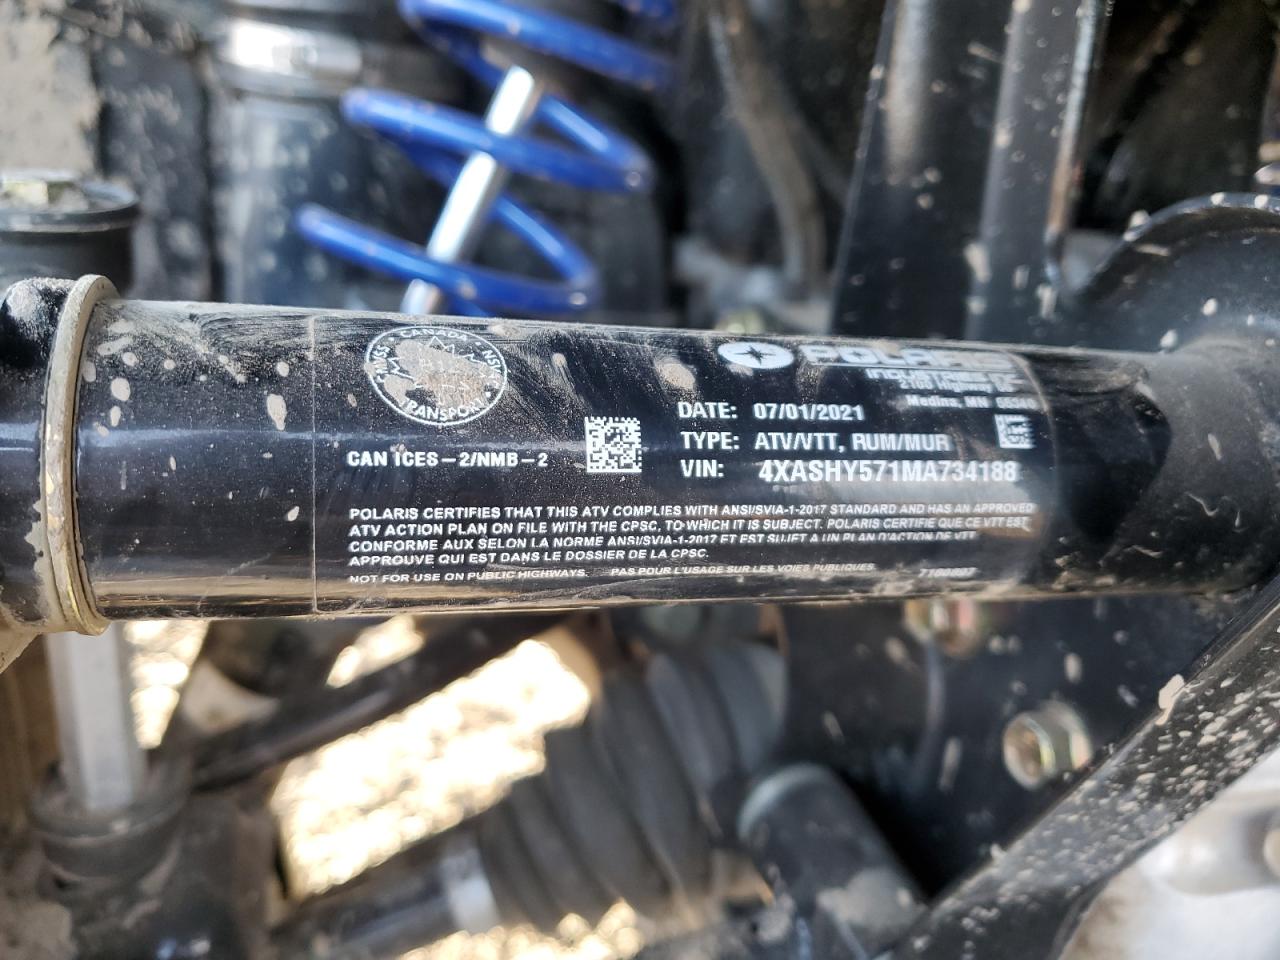 CANADA
TRANSPORT
POLARIS
Medina, MN 55340
DATE: 07/01/2021
TYPE: ATV/VTT, RUM/MUR
VIN: 4XASHY571MA734188
CAN ICES-2/NMB-2
POLARIS CERTIFIES THAT THIS ATV COMPLIES WITH ANSI/SVIA-1-2017 STANDARD AND HAS AN APPROVED
ATV ACTION PLAN ON FILE WITH THE CPSC, TO WHICH IT IS SUBJECT. POLARIS CERTIFIE QUE CE VTT EST
CONFORME AUX SELON LA NORME ANSI/SVIA-1-2017 ET EST SUJET A UN PLAN D'ACTION DE VTT
APPROUVE QUI EST DANS LE DOSSIER DE LA CPSC.
NOT FOR USE ON PUBLIC HIGHWAYS. PAS POUR L'USAGE SUR LES VOIES PUBLIQUES.